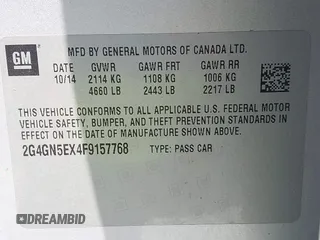 GM
MFD BY GENERAL MOTORS OF CANADA LTD.
DATE GVWR GAWR FRT GAWR RR
10/14 2114 KG 1108 KG 1006 KG
4660 LB 2443 LB 2217 LB
THIS VEHICLE CONFORMS TO ALL APPLICABLE U.S. FEDERAL MOTOR
VEHICLE SAFETY, BUMPER, AND THEFT PREVENTION STANDARDS IN
EFFECT ON THE DATE OF MANUFACTURE SHOWN ABOVE.
2G4GN5EX4F9157768 TYPE: PASS CAR
DREAMBID